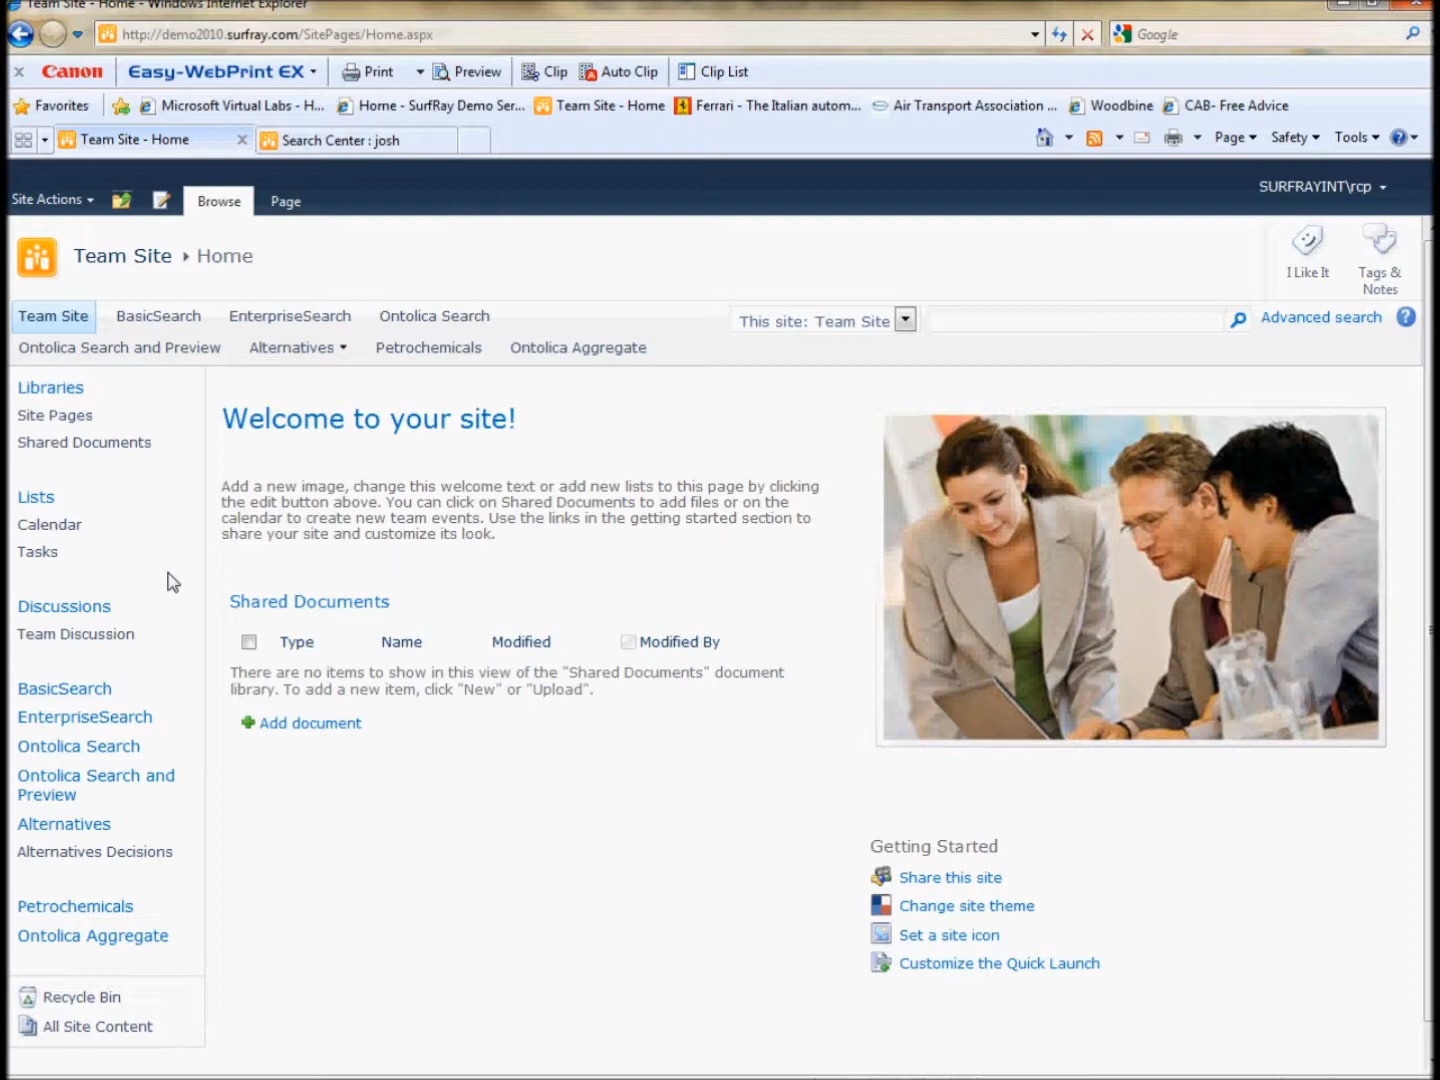 Team Site - Home - Windows Internet Explorer
http://demo2010.surfray.com/SitePages/Home.aspx
Google
Canon Easy-WebPrint EX Print Preview Clip Auto Clip Clip List
Favorites Microsoft Virtual Labs - H... Home - SurfRay Demo Ser... Team Site - Home Ferrari - The Italian autom... Air Transport Association ... Woodbine CAB- Free Advice
Team Site - Home Search Center : josh Page Safety Tools
Site Actions Browse Page SURFRAYINT\rcp
Team Site Home
I Like It
Tags &
Notes
Team Site BasicSearch EnterpriseSearch Ontolica Search This site: Team Site Advanced search
Ontolica Search and Preview Alternatives Petrochemicals Ontolica Aggregate
Libraries
Site Pages
Shared Documents
Lists
Calendar
Tasks
Discussions
Team Discussion
BasicSearch
EnterpriseSearch
Ontolica Search
Ontolica Search and
Preview
Alternatives
Alternatives Decisions
Petrochemicals
Ontolica Aggregate
Recycle Bin
All Site Content
Welcome to your site!
Add a new image, change this welcome text or add new lists to this page by clicking
the edit button above. You can click on Shared Documents to add files or on the
calendar to create new team events. Use the links in the getting started section to
share your site and customize its look.
Shared Documents
Type Name Modified Modified By
There are no items to show in this view of the "Shared Documents" document
library. To add a new item, click "New" or "Upload".
Add document
Getting Started
Share this site
Change site theme
Set a site icon
Customize the Quick Launch